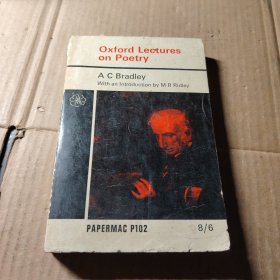 Oxford Lectures
on Poetry
A C Bradley
With an Introduction by M R Ridley
PAPERMAC P102
8/6